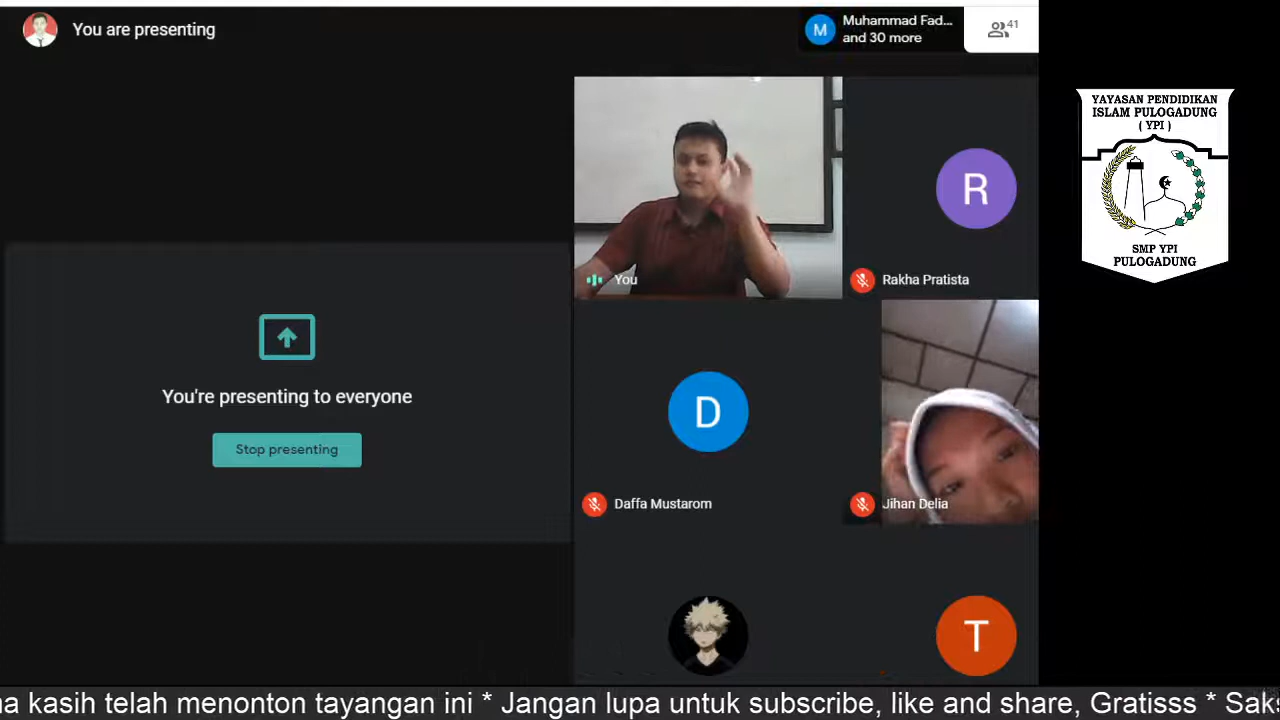 You are presenting
M
Muhammad Fad...
and 30 more
41
YAYASAN PENDIDIKAN
ISLAM PULOGADUNG
( YPI )
SMP YPI
PULOGADUNG
You
R
Rakha Pratista
You're presenting to everyone
Stop presenting
D
Daffa Mustarom
Jihan Delia
T
kasih telah menonton tayangan ini * Jangan lupa untuk subscribe, like and share, Gratisss *